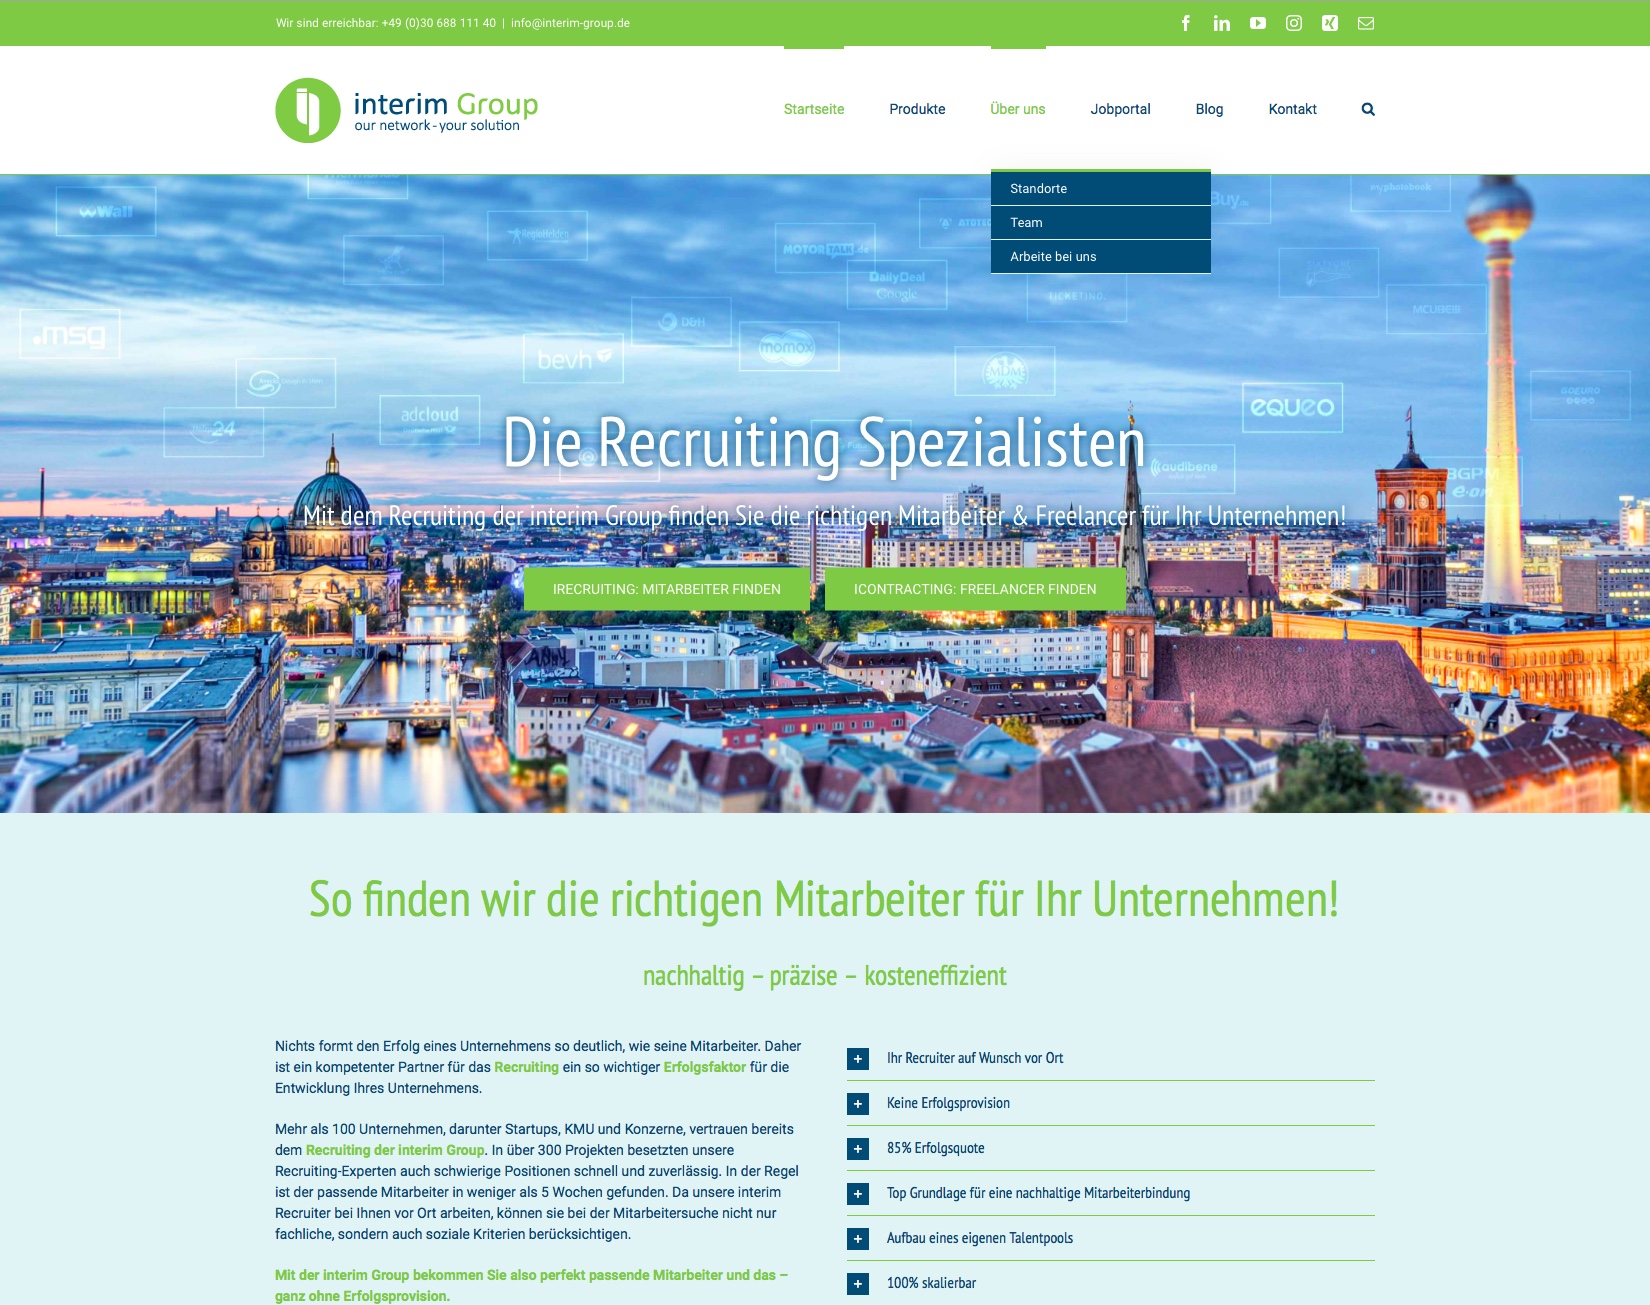 Wir sind erreichbar: +49 (0)30 688 111 40 | info@interim-group.de
interim Group
our network - your solution
Startseite
Produkte
Über uns
Jobportal
Blog
Kontakt
Standorte
Team
Arbeite bei uns
Wall
RegioHelden
MOTORTALK.de
myphotobook
DailyDeal
Google
TICKETINO.
MCUBE
.msg
D&H
bevh
momox
MDM
adcloud
24
equeo
GOEURO
audibene
BGPM
e·on
Die Recruiting Spezialisten
Mit dem Recruiting der interim Group finden Sie die richtigen Mitarbeiter & Freelancer für Ihr Unternehmen!
IRECRUITING: MITARBEITER FINDEN
ICONTRACTING: FREELANCER FINDEN
So finden wir die richtigen Mitarbeiter für Ihr Unternehmen!
nachhaltig – präzise – kosteneffizient
Nichts formt den Erfolg eines Unternehmens so deutlich, wie seine Mitarbeiter. Daher
ist ein kompetenter Partner für das Recruiting ein so wichtiger Erfolgsfaktor für die
Entwicklung Ihres Unternehmens.
Mehr als 100 Unternehmen, darunter Startups, KMU und Konzerne, vertrauen bereits
dem Recruiting der interim Group. In über 300 Projekten besetzten unsere
Recruiting-Experten auch schwierige Positionen schnell und zuverlässig. In der Regel
ist der passende Mitarbeiter in weniger als 5 Wochen gefunden. Da unsere interim
Recruiter bei Ihnen vor Ort arbeiten, können sie bei der Mitarbeitersuche nicht nur
fachliche, sondern auch soziale Kriterien berücksichtigen.
Mit der interim Group bekommen Sie also perfekt passende Mitarbeiter und das –
ganz ohne Erfolgsprovision.
Ihr Recruiter auf Wunsch vor Ort
Keine Erfolgsprovision
85% Erfolgsquote
Top Grundlage für eine nachhaltige Mitarbeiterbindung
Aufbau eines eigenen Talentpools
100% skalierbar